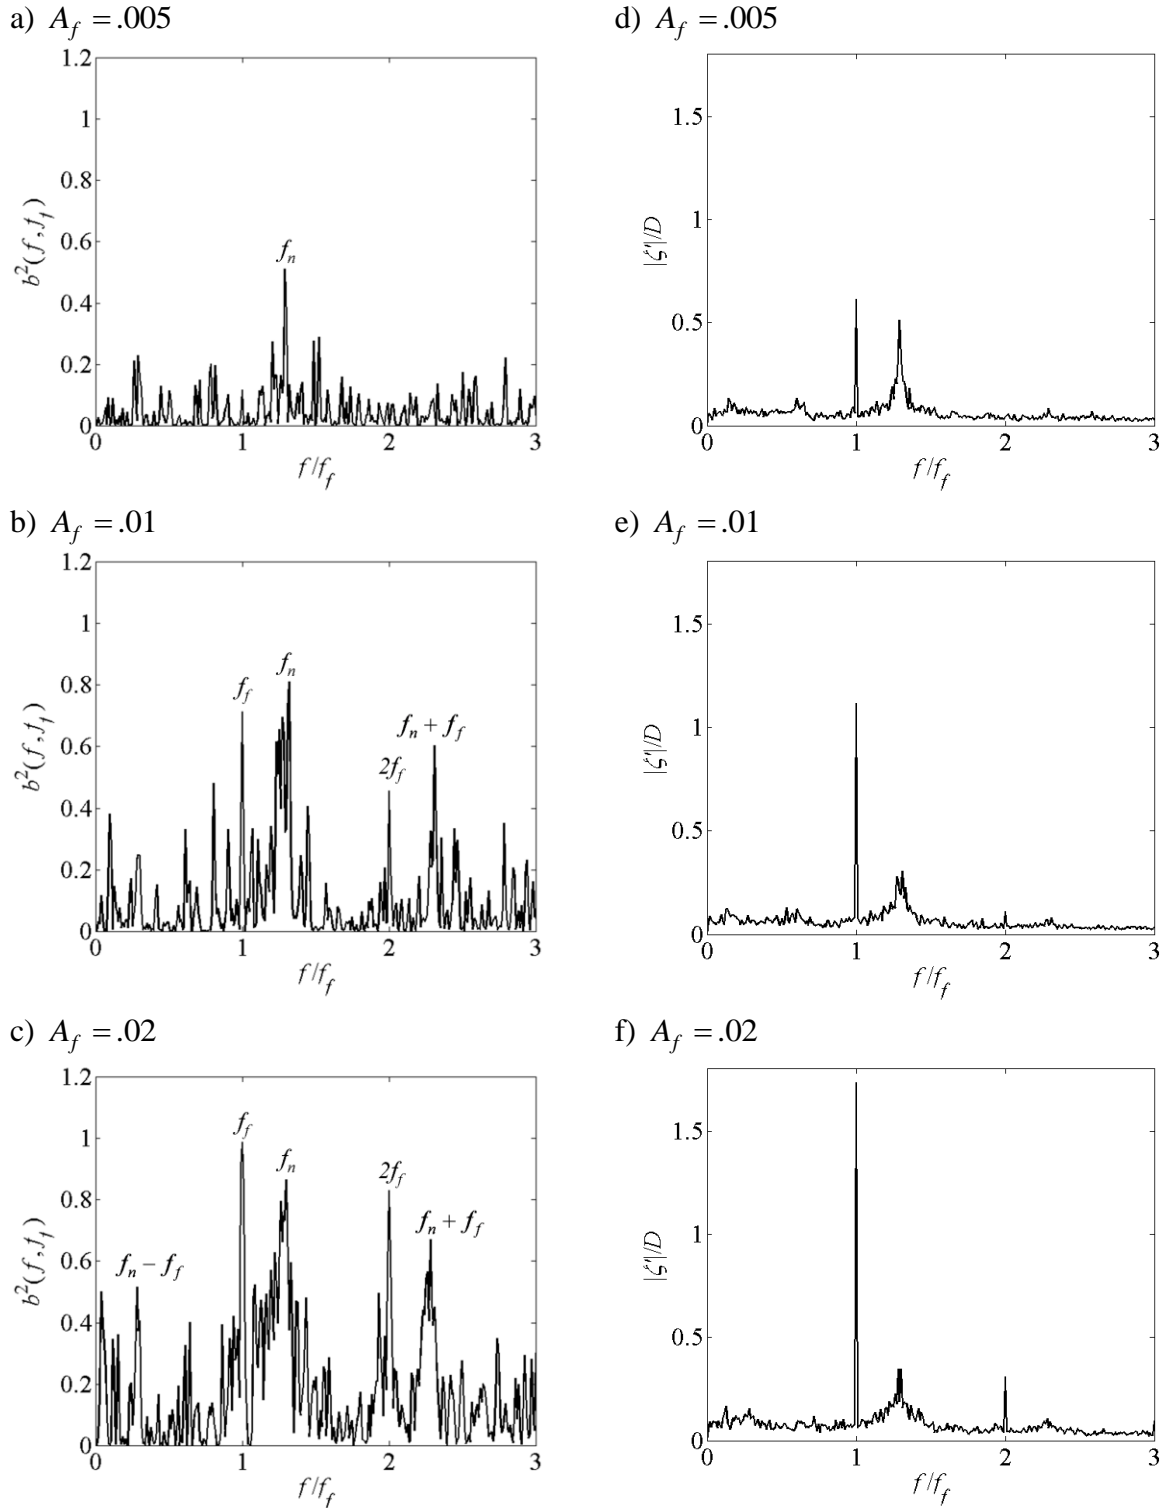 a) A_f = .005
1.2
1
0.8
0.6
0.4
0.2
0
b²(f, f_f)
f_n
0 1 2 3
f/f_f
d) A_f = .005
1.5
1
0.5
0
|ξ'|/D
0 1 2 3
f/f_f
b) A_f = .01
1.2
1
0.8
0.6
0.4
0.2
0
b²(f, f_f)
f_f
f_n
f_n + f_f
2f_f
0 1 2 3
f/f_f
e) A_f = .01
1.5
1
0.5
0
|ξ'|/D
0 1 2 3
f/f_f
c) A_f = .02
1.2
1
0.8
0.6
0.4
0.2
0
b²(f, f_f)
f_n − f_f
f_f
f_n
2f_f
f_n + f_f
0 1 2 3
f/f_f
f) A_f = .02
1.5
1
0.5
0
|ξ'|/D
0 1 2 3
f/f_f